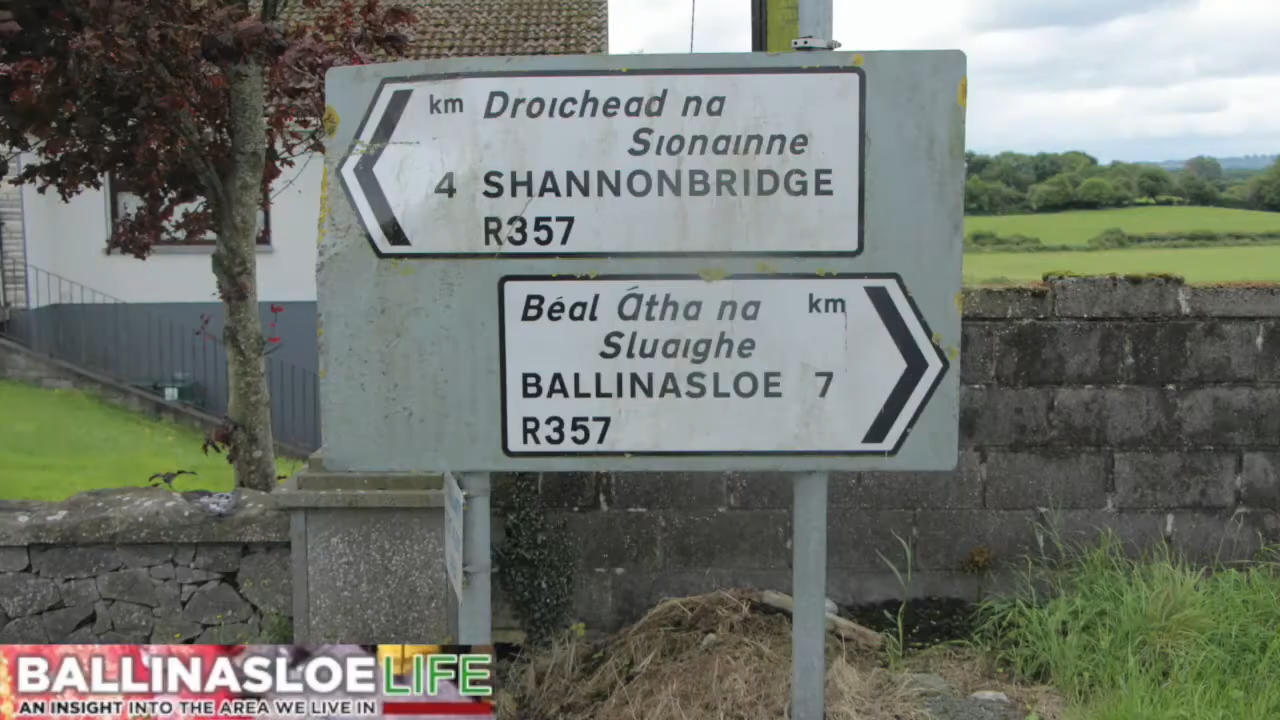 km Droichead na
Sionainne
4 SHANNONBRIDGE
R357
Béal Átha na km
Sluaighe
BALLINASLOE 7
R357
BALLINASLOE LIFE
AN INSIGHT INTO THE AREA WE LIVE IN